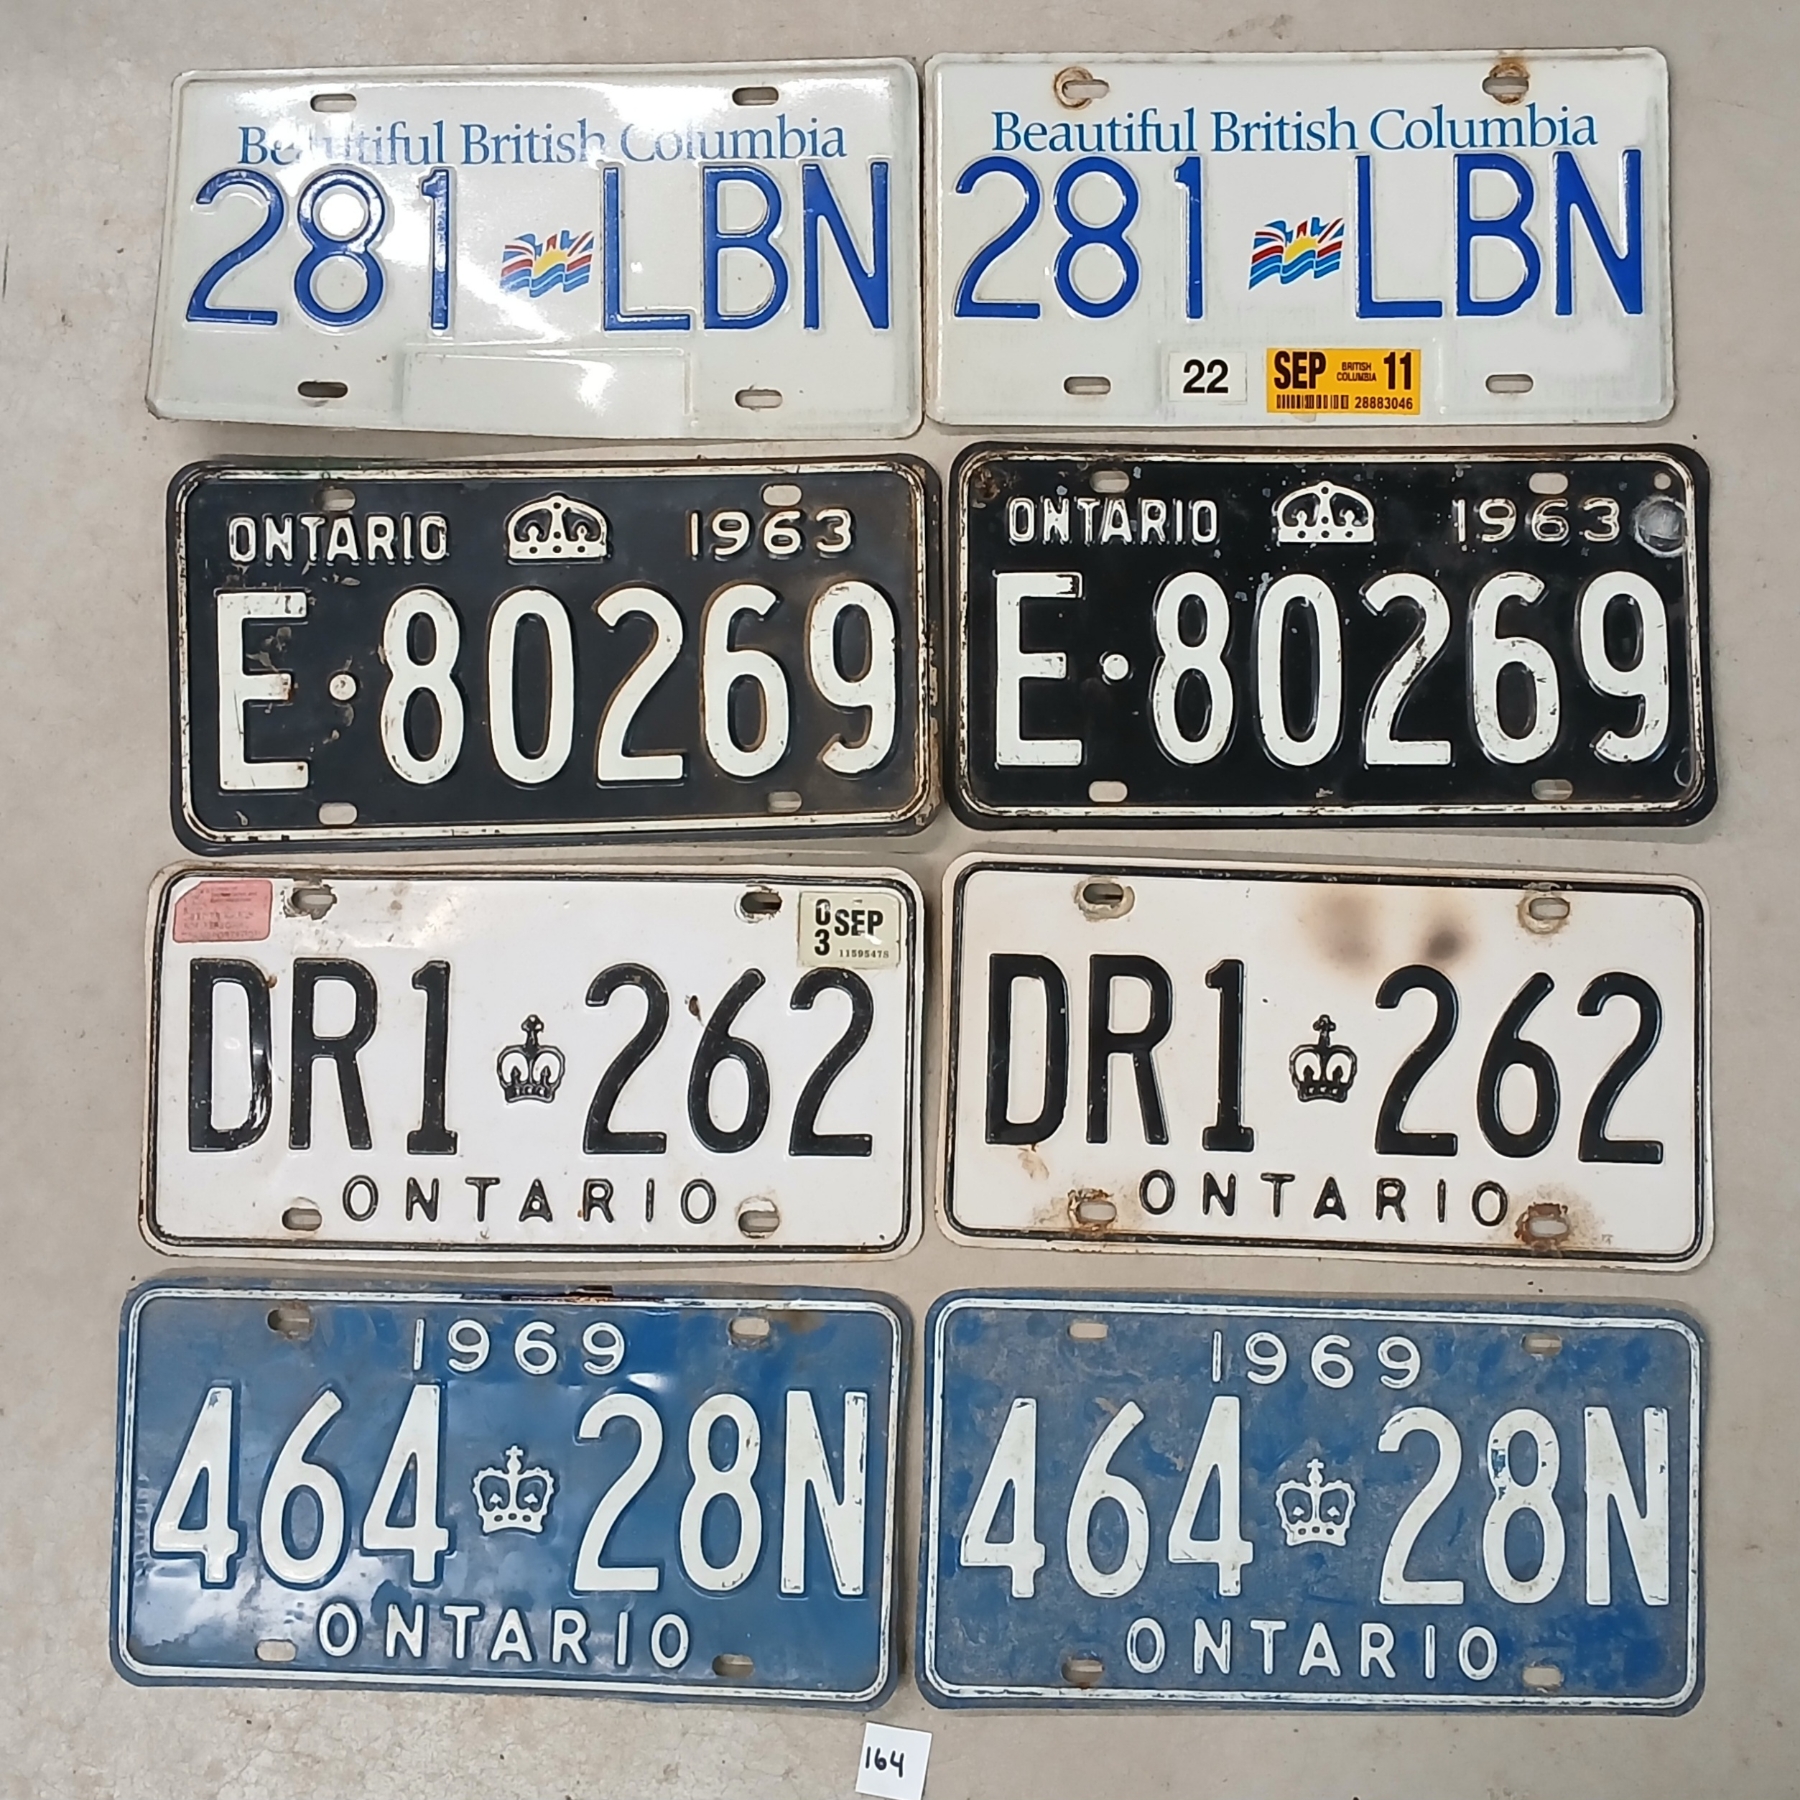 Beautiful British Columbia
281 LBN
Beautiful British Columbia
281 LBN
22
SEP BRITISH COLUMBIA 11
28883046
ONTARIO 1963
E·80269
ONTARIO 1963
E·80269
03 SEP
11595478
DR1 262
ONTARIO
DR1 262
ONTARIO
1969
464 28N
ONTARIO
1969
464 28N
ONTARIO
164